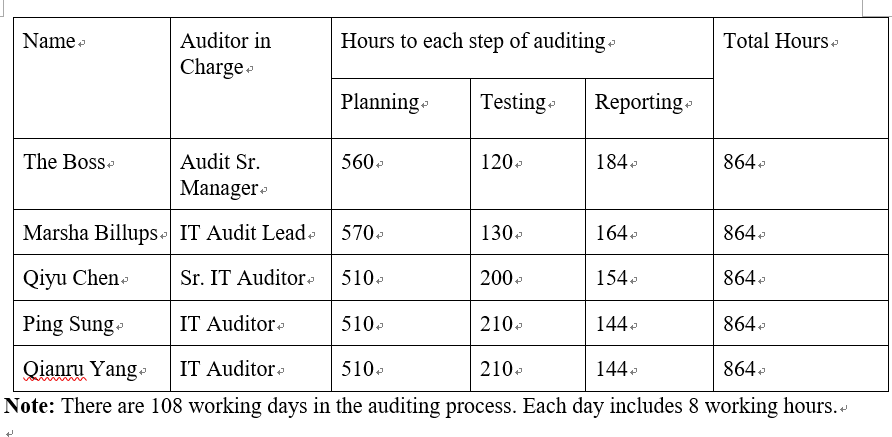 Name Auditor in Charge Hours to each step of auditing Total Hours
Planning Testing Reporting
The Boss Audit Sr. Manager 560 120 184 864
Marsha Billups IT Audit Lead 570 130 164 864
Qiyu Chen Sr. IT Auditor 510 200 154 864
Ping Sung IT Auditor 510 210 144 864
Qianru Yang IT Auditor 510 210 144 864
Note: There are 108 working days in the auditing process. Each day includes 8 working hours.